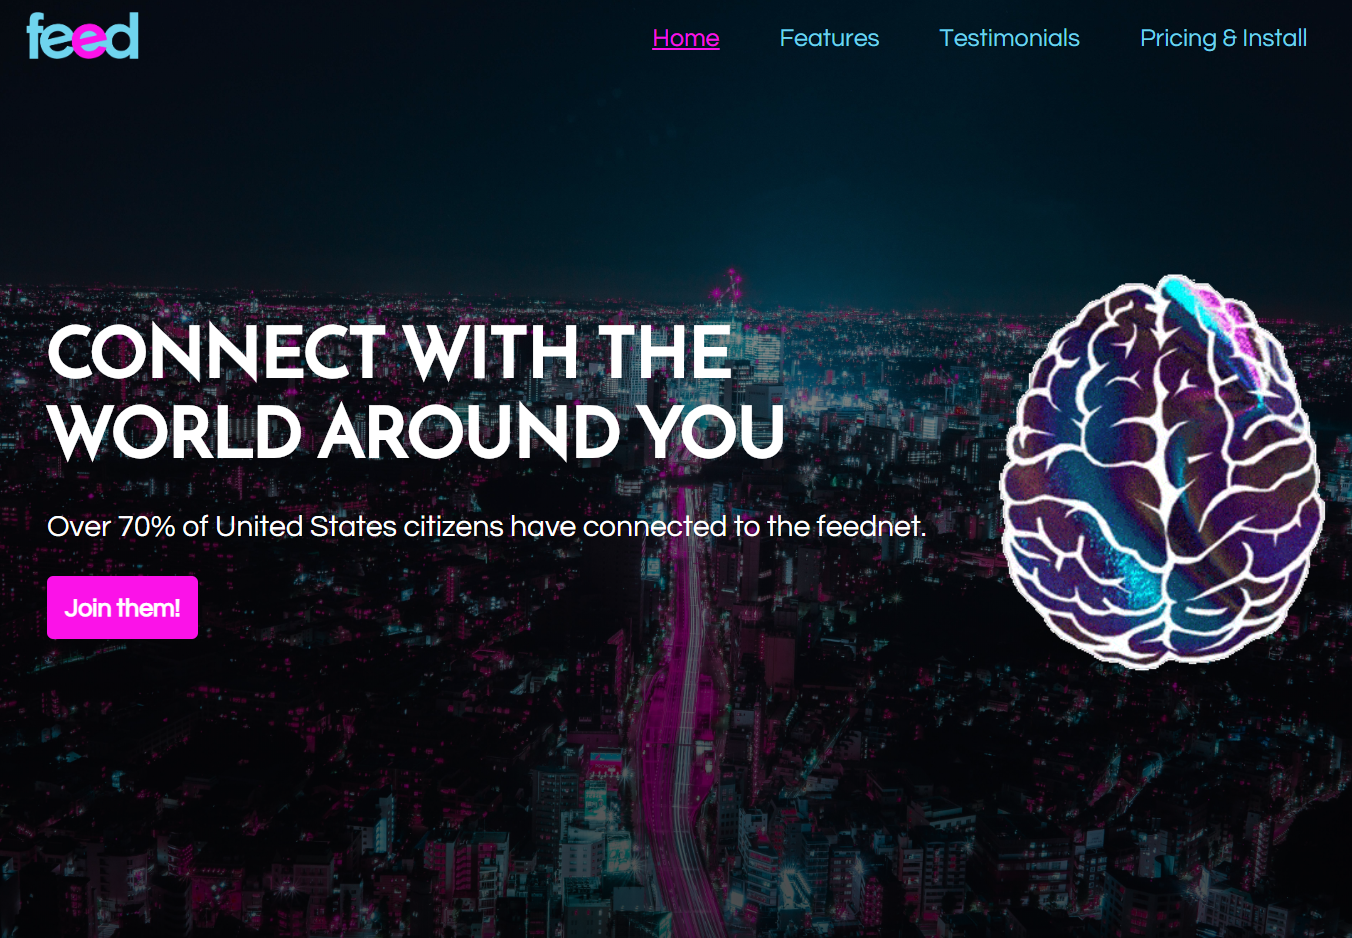 feed
Home
Features
Testimonials
Pricing & Install
CONNECT WITH THE
WORLD AROUND YOU
Over 70% of United States citizens have connected to the feednet.
Join them!